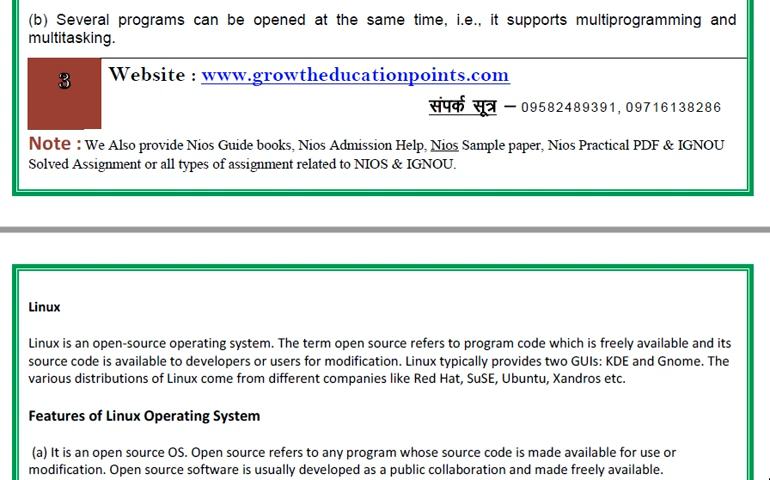 (b) Several programs can be opened at the same time, i.e., it supports multiprogramming and
multitasking.
3
Website : www.growtheducationpoints.com
संपर्क सूत्र – 09582489391, 09716138286
Note : We Also provide Nios Guide books, Nios Admission Help, Nios Sample paper, Nios Practical PDF & IGNOU
Solved Assignment or all types of assignment related to NIOS & IGNOU.
Linux
Linux is an open-source operating system. The term open source refers to program code which is freely available and its
source code is available to developers or users for modification. Linux typically provides two GUIs: KDE and Gnome. The
various distributions of Linux come from different companies like Red Hat, SuSE, Ubuntu, Xandros etc.
Features of Linux Operating System
(a) It is an open source OS. Open source refers to any program whose source code is made available for use or
modification. Open source software is usually developed as a public collaboration and made freely available.